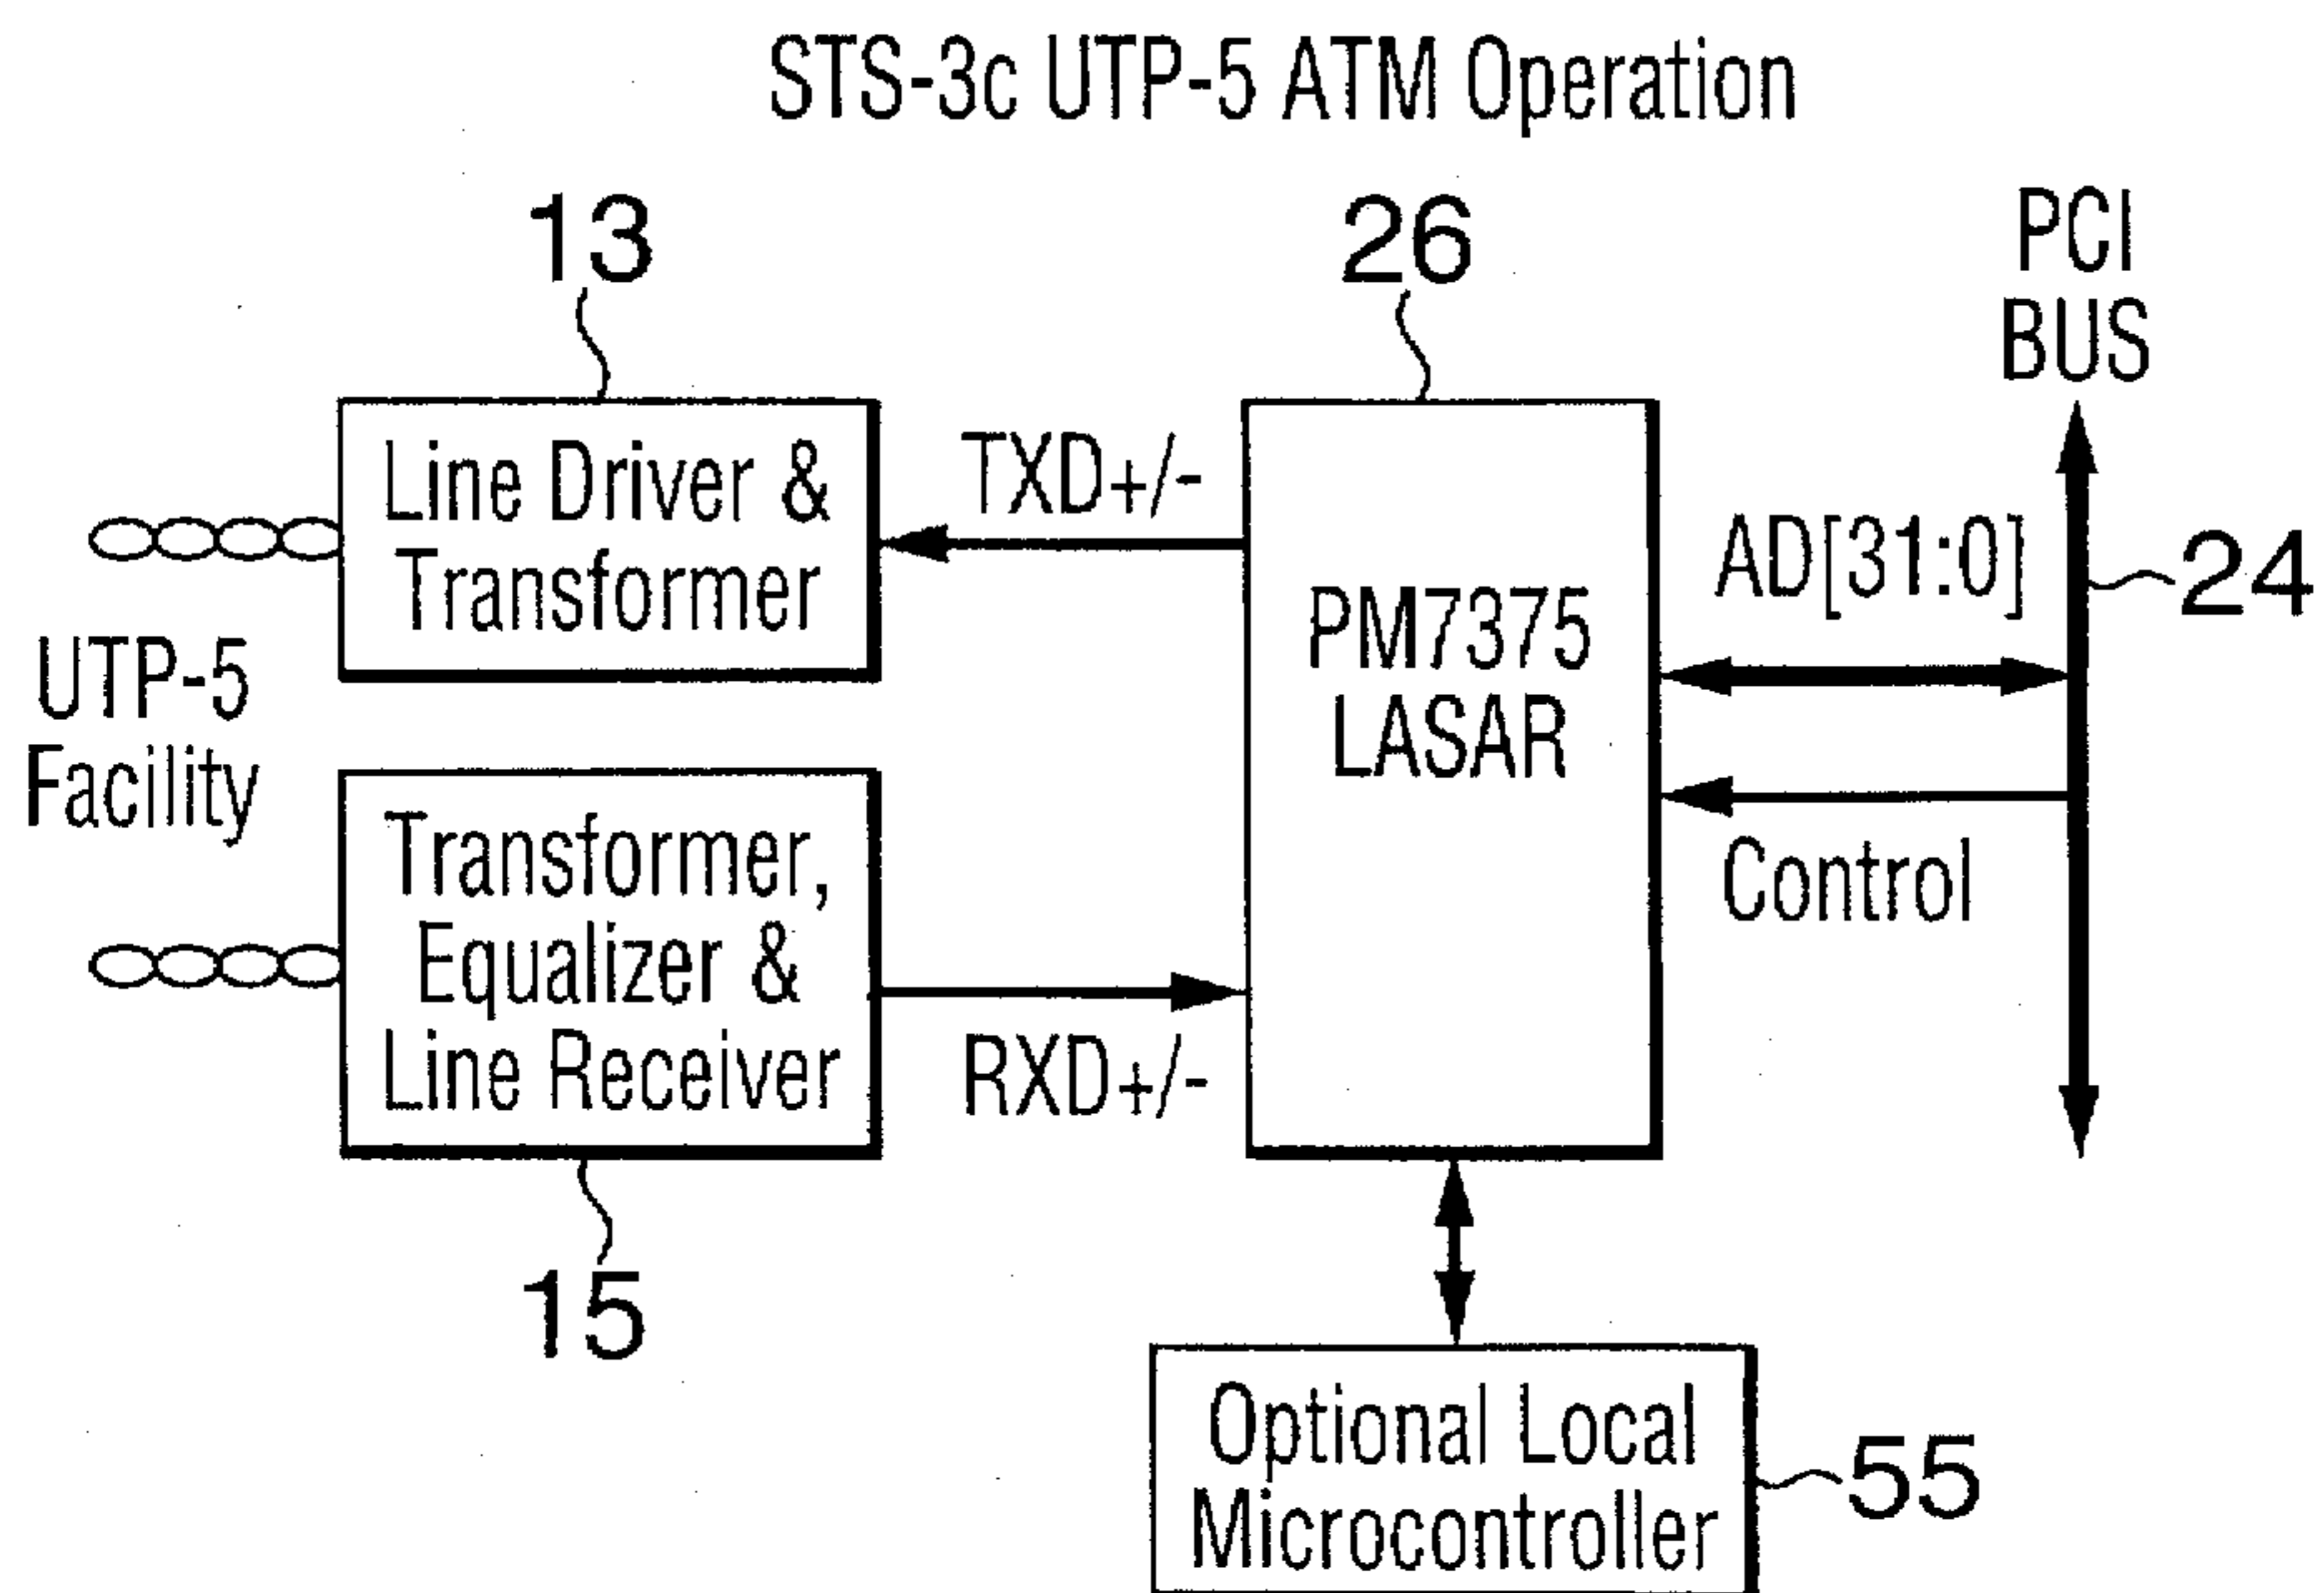 STS-3c UTP-5 ATM Operation
13
26
PCI
BUS
Line Driver &
Transformer
TXD+/-
PM7375
LASAR
AD[31:0]
24
UTP-5
Facility
Control
Transformer,
Equalizer &
Line Receiver
RXD+/-
15
Optional Local
Microcontroller
55